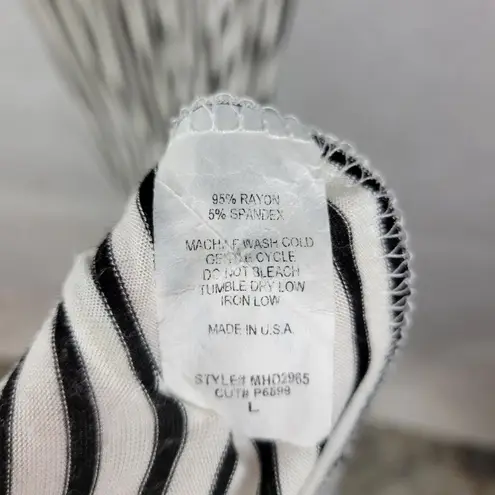 95% RAYON
5% SPANDEX
MACHINE WASH COLD
GENTLE CYCLE
DO NOT BLEACH
TUMBLE DRY LOW
IRON LOW
MADE IN U.S.A.
STYLE# MHD2965
CUT# P6599
L